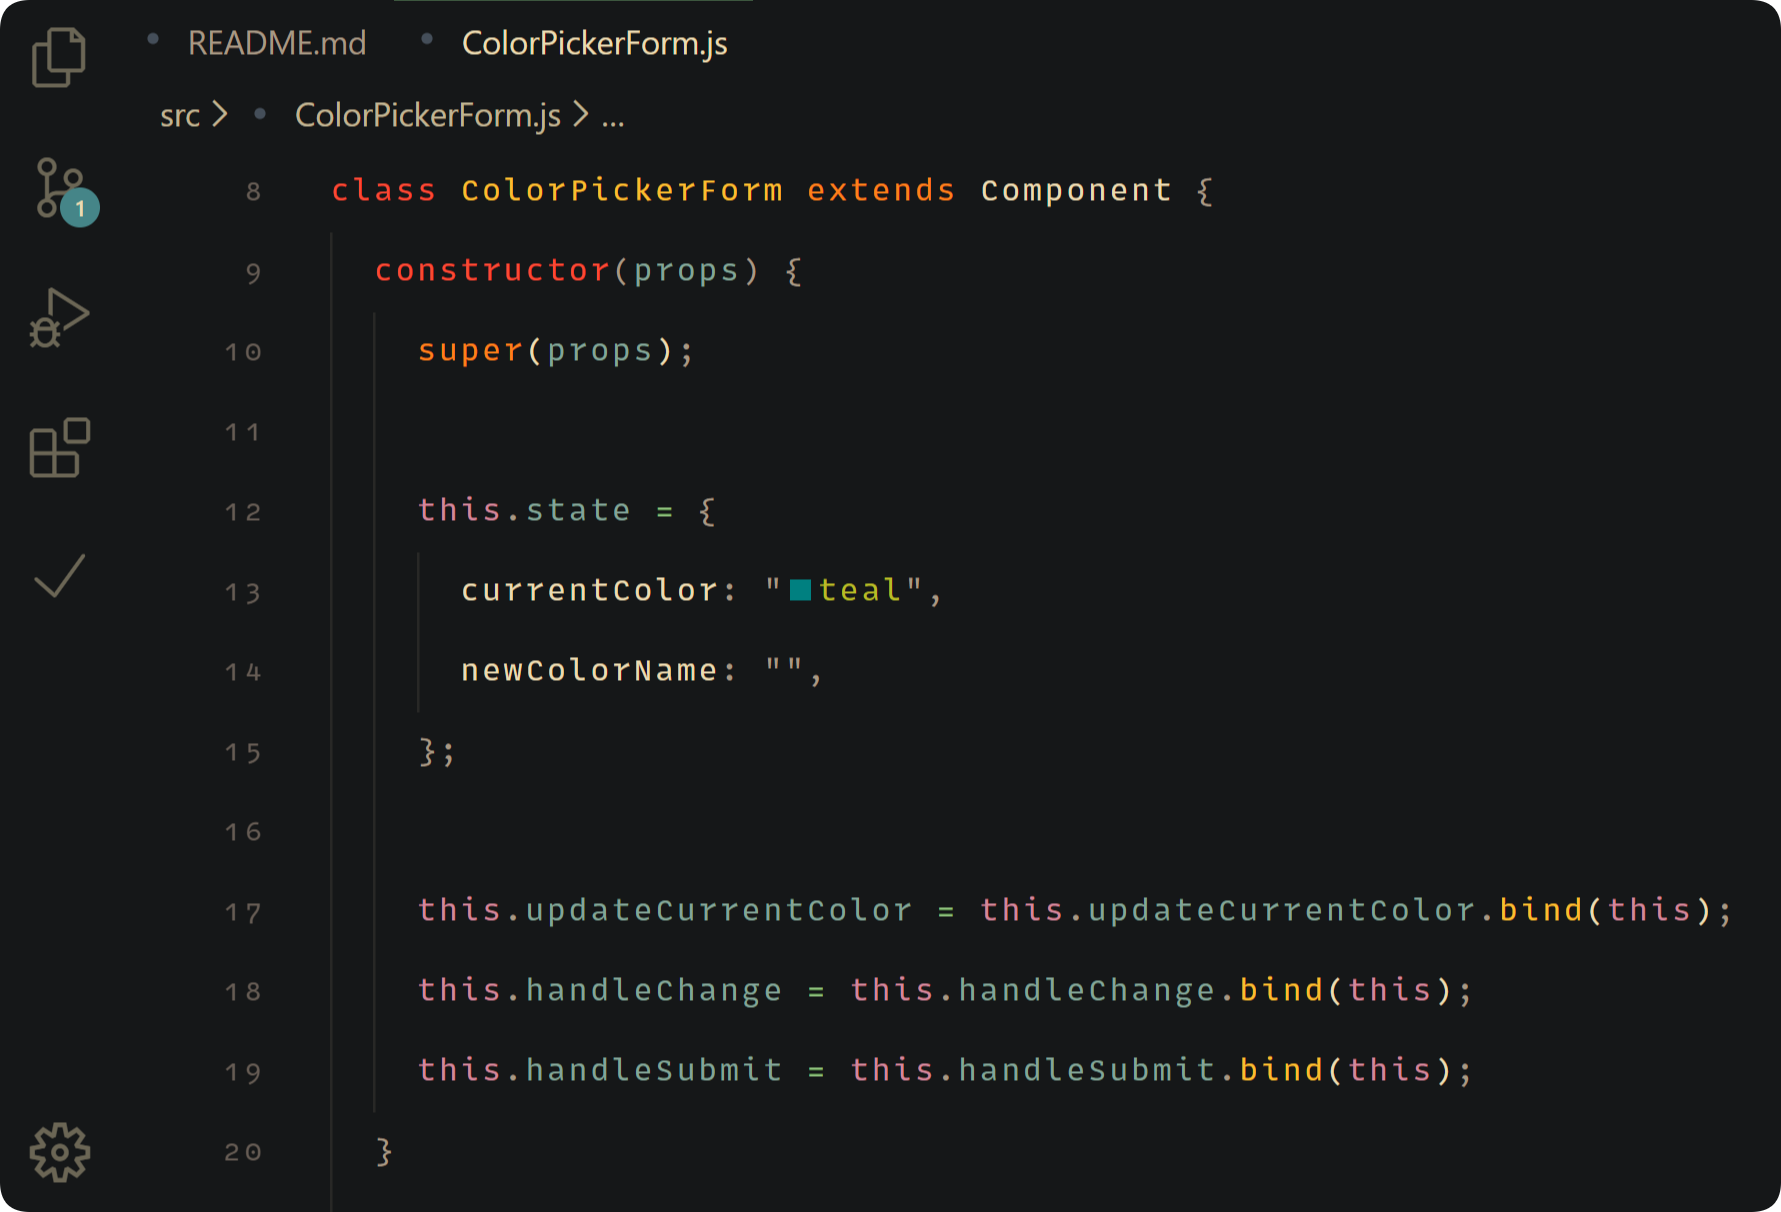 README.md ColorPickerForm.js
src > ColorPickerForm.js > ...
1
8 class ColorPickerForm extends Component {
9 constructor(props) {
10 super(props);
11
12 this.state = {
13 currentColor: "teal",
14 newColorName: "",
15 };
16
17 this.updateCurrentColor = this.updateCurrentColor.bind(this);
18 this.handleChange = this.handleChange.bind(this);
19 this.handleSubmit = this.handleSubmit.bind(this);
20 }